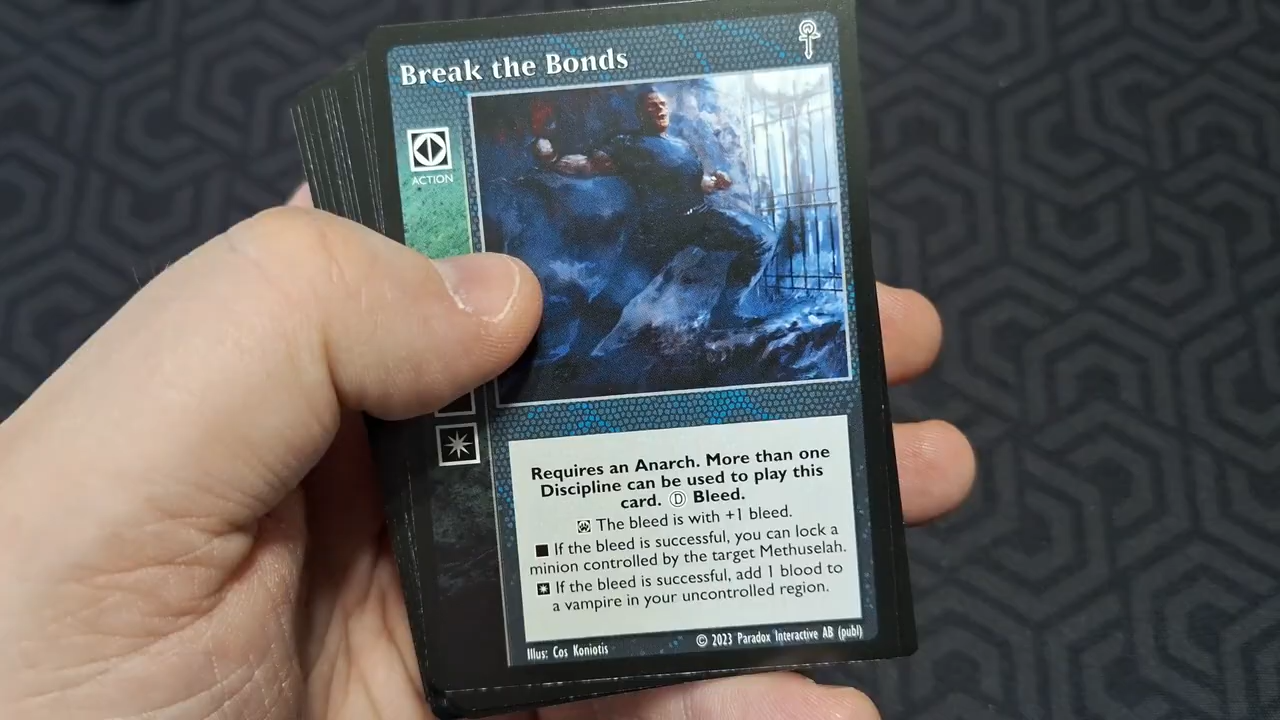 Break the Bonds
ACTION
Requires an Anarch. More than one
Discipline can be used to play this
card. Ⓓ Bleed.
The bleed is with +1 bleed.
If the bleed is successful, you can lock a
minion controlled by the target Methuselah.
If the bleed is successful, add 1 blood to
a vampire in your uncontrolled region.
Illus: Cos Koniotis
© 2023 Paradox Interactive AB (publ)